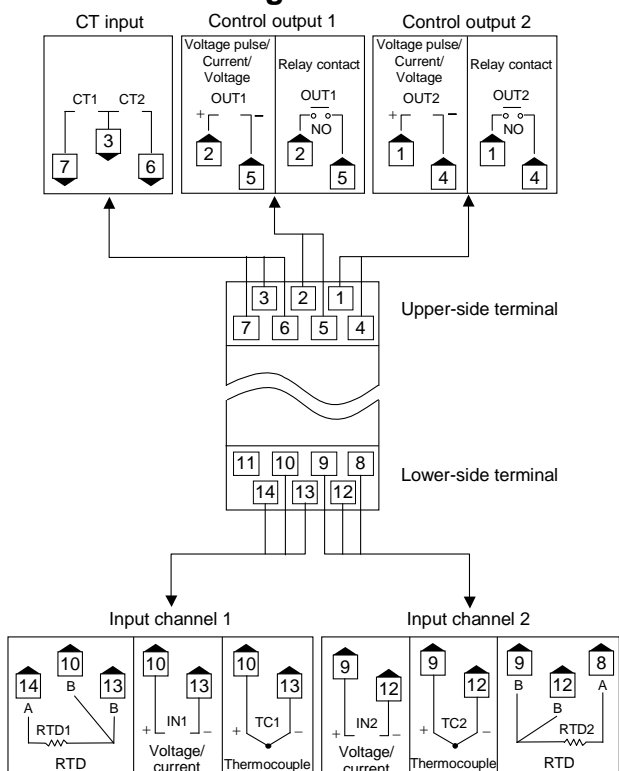 CT input
Control output 1
Control output 2
CT1
CT2
7
3
6
Voltage pulse/
Current/
Voltage
+
OUT1
−
2
5
Relay contact
OUT1
NO
2
5
Voltage pulse/
Current/
Voltage
+
OUT2
−
1
4
Relay contact
OUT2
NO
1
4
3
2
1
7
6
5
4
Upper-side terminal
11
10
9
8
14
13
12
Lower-side terminal
Input channel 1
Input channel 2
14
10
13
A
B
B
RTD1
RTD
10
13
+
IN1
−
Voltage/
current
10
13
+
TC1
−
Thermocouple
9
12
+
IN2
−
Voltage/
current
9
12
+
TC2
−
Thermocouple
9
12
8
B
B
A
RTD2
RTD